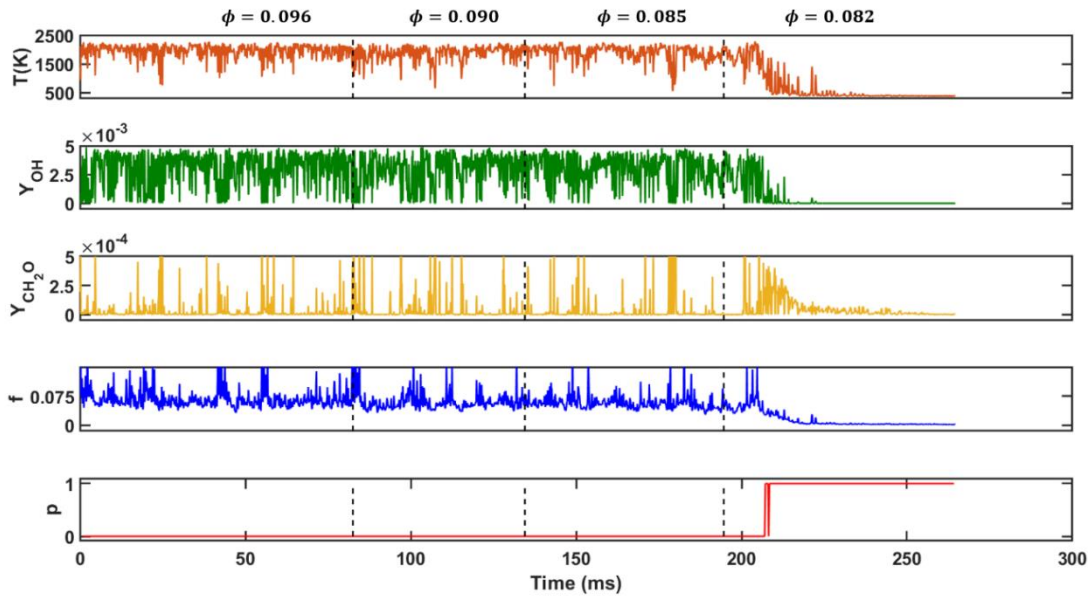 ϕ = 0.096 ϕ = 0.090 ϕ = 0.085 ϕ = 0.082
2500
1500
500
T(K)
×10⁻³
5
2.5
0
Y_OH
×10⁻⁴
5
2.5
0
Y_CH₂O
0.075
0
f
1
0
p
0 50 100 150 200 250 300
Time (ms)